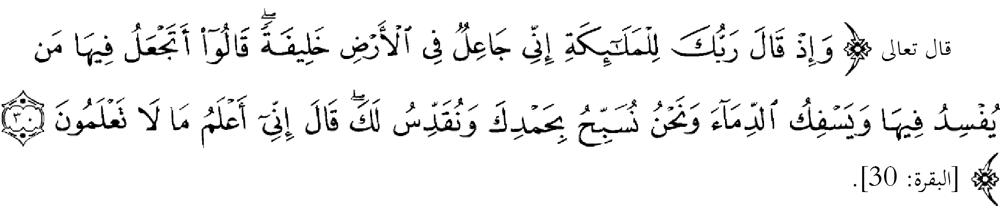 قال تعالى ﴿ وَإِذْ قَالَ رَبُّكَ لِلْمَلَٰٓئِكَةِ إِنِّي جَاعِلٌ فِي ٱلْأَرْضِ خَلِيفَةًۖ قَالُوٓا۟ أَتَجْعَلُ فِيهَا مَن
يُفْسِدُ فِيهَا وَيَسْفِكُ ٱلدِّمَآءَ وَنَحْنُ نُسَبِّحُ بِحَمْدِكَ وَنُقَدِّسُ لَكَۖ قَالَ إِنِّيٓ أَعْلَمُ مَا لَا تَعْلَمُونَ ٣٠
﴾ [البقرة: 30].